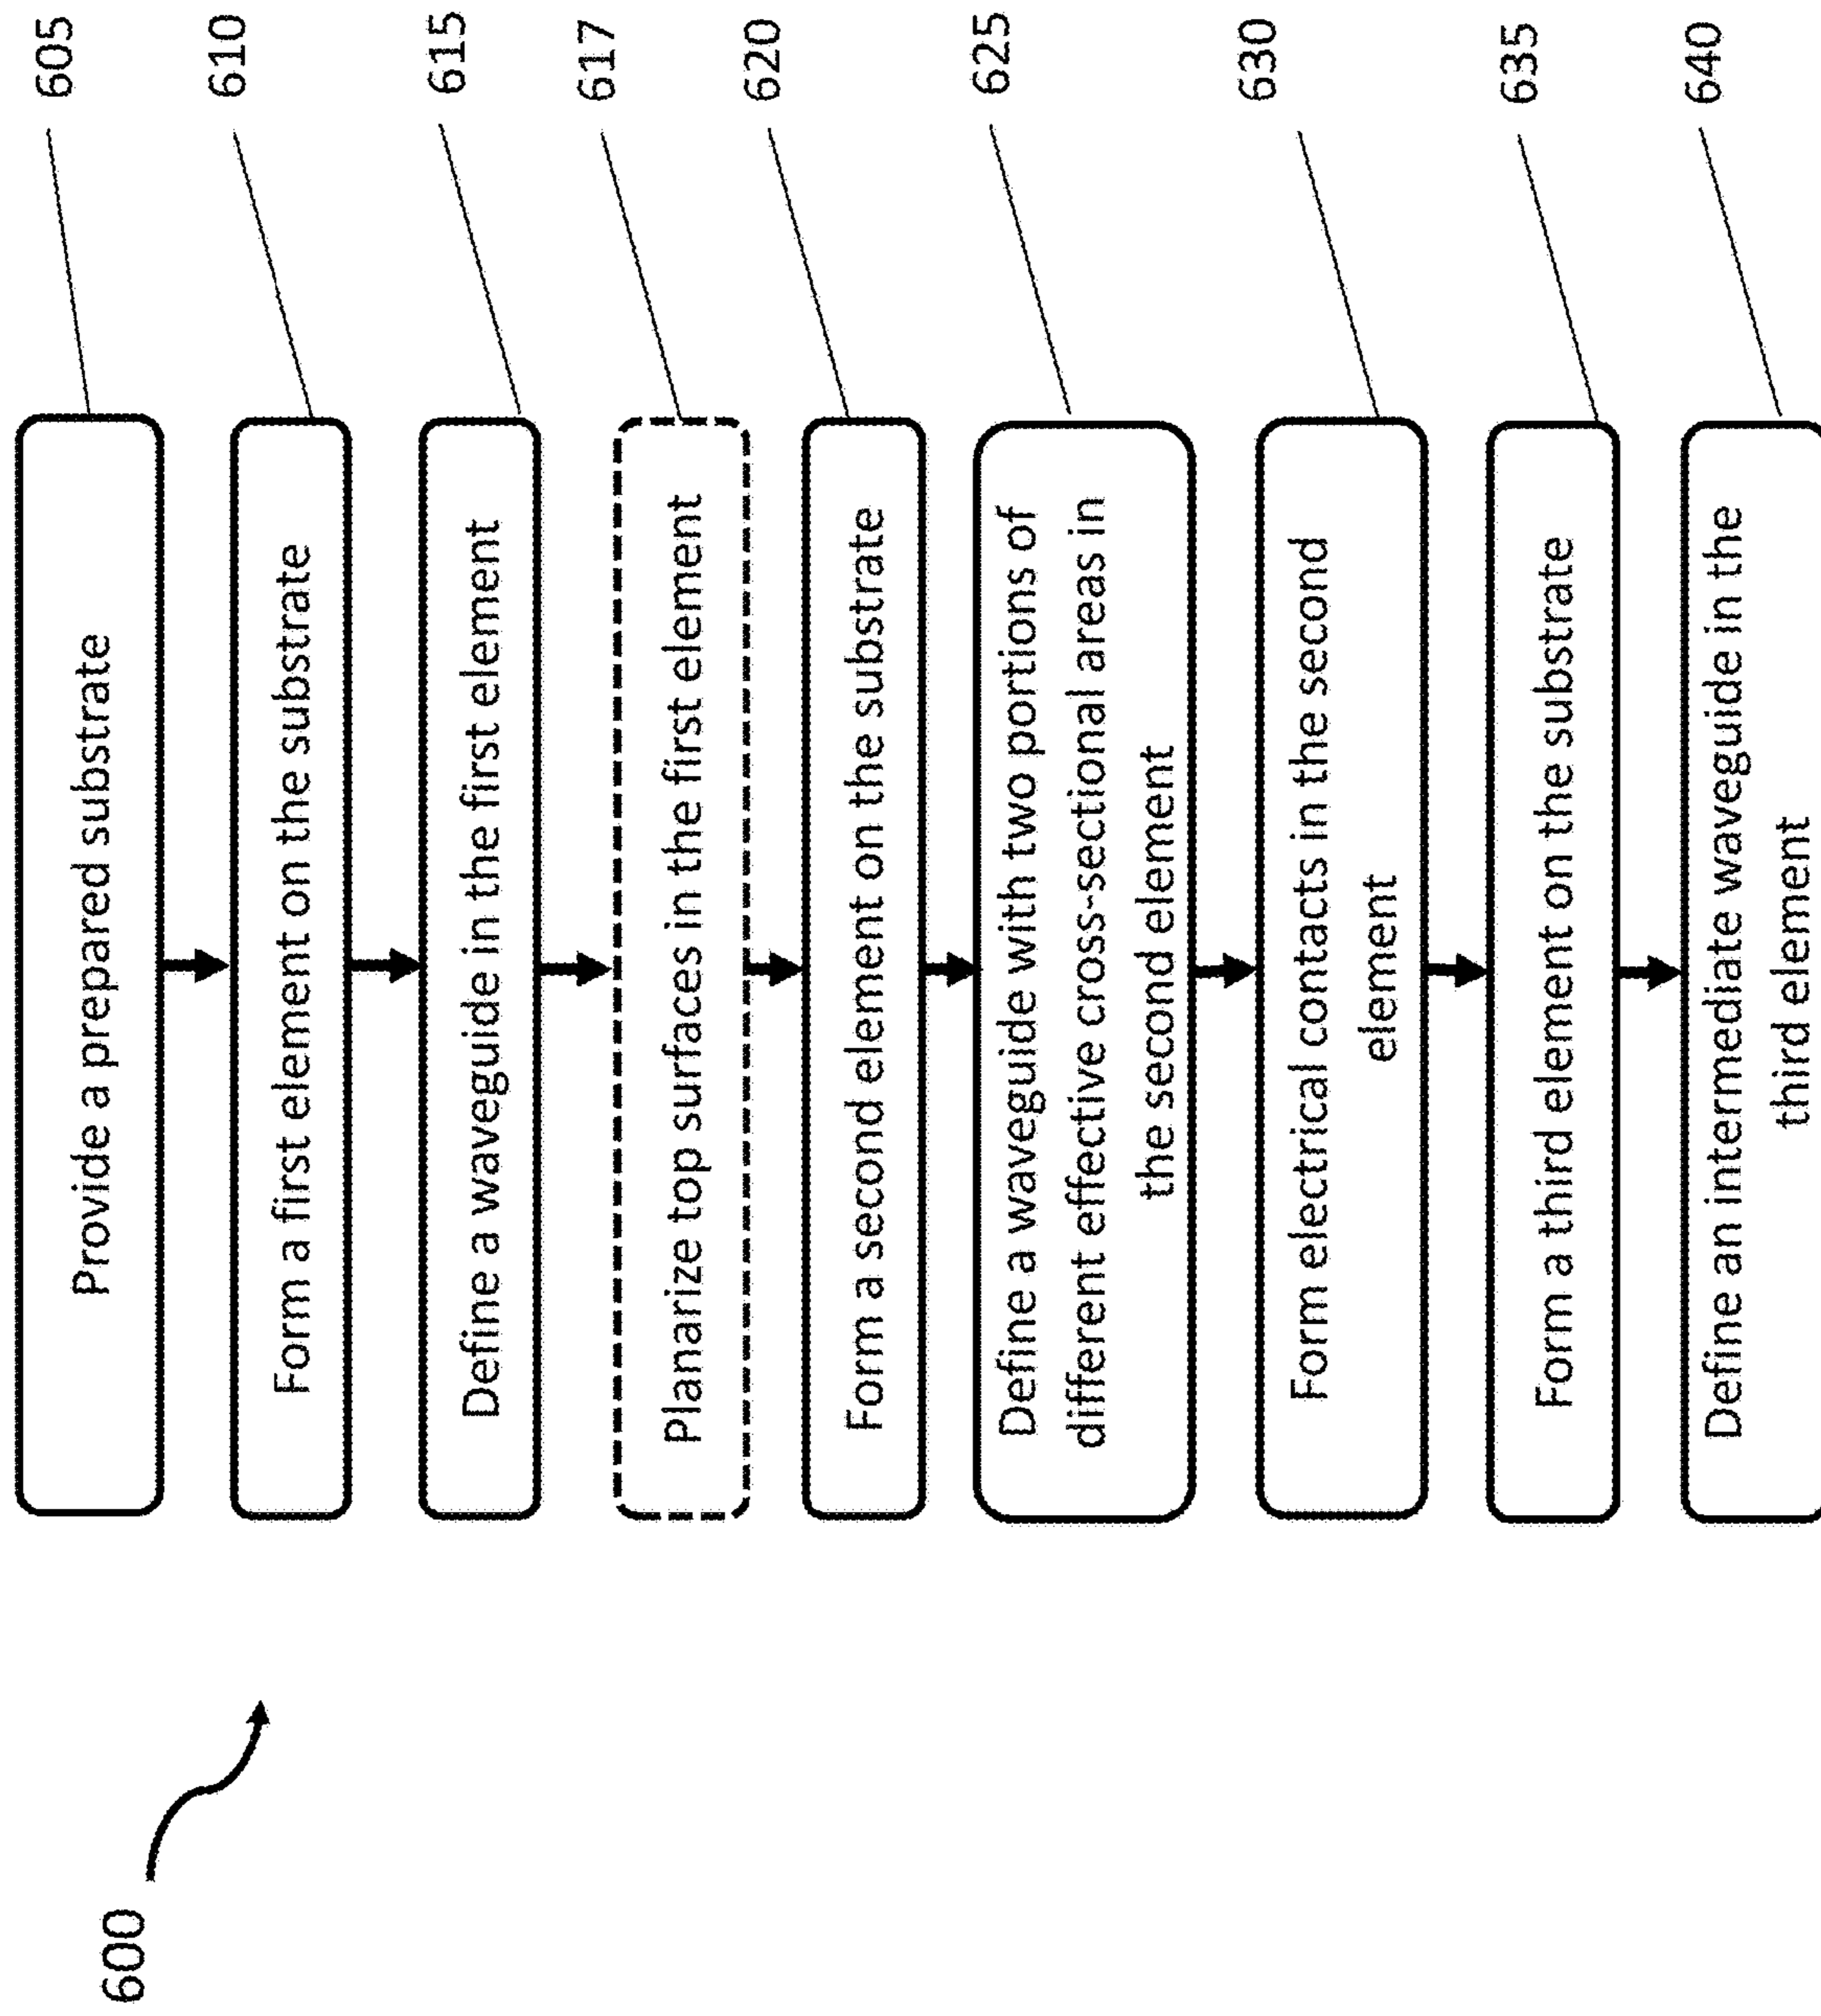 600
Provide a prepared substrate
605
Form a first element on the substrate
610
Define a waveguide in the first element
615
Planarize top surfaces in the first element
617
Form a second element on the substrate
620
Define a waveguide with two portions of
different effective cross-sectional areas in
the second element
625
Form electrical contacts in the second
element
630
Form a third element on the substrate
635
Define an intermediate waveguide in the
third element
640